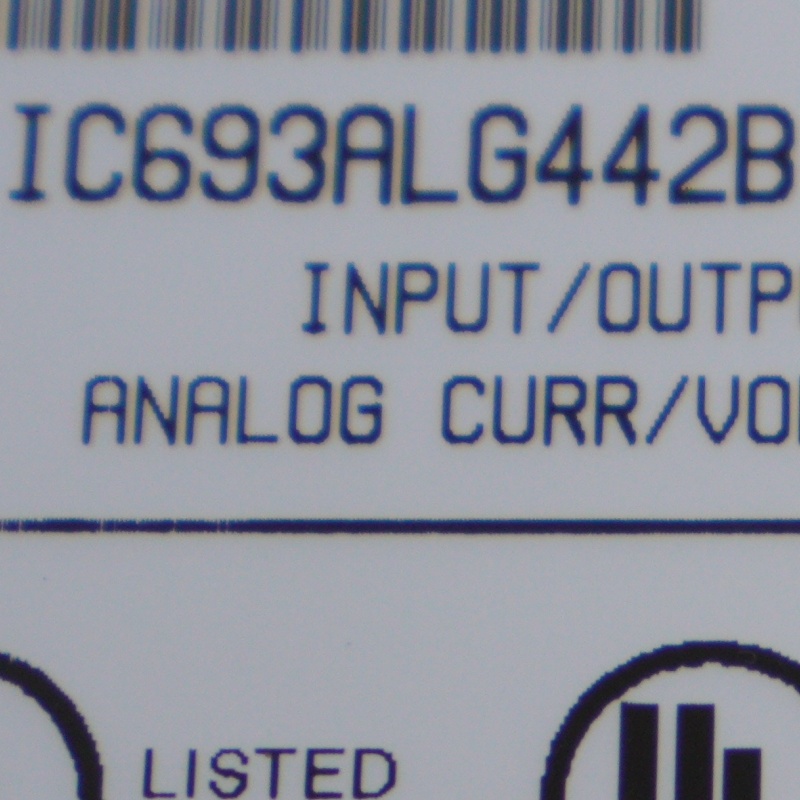 IC693ALG442B
INPUT/OUTP
ANALOG CURR/VO
LISTED